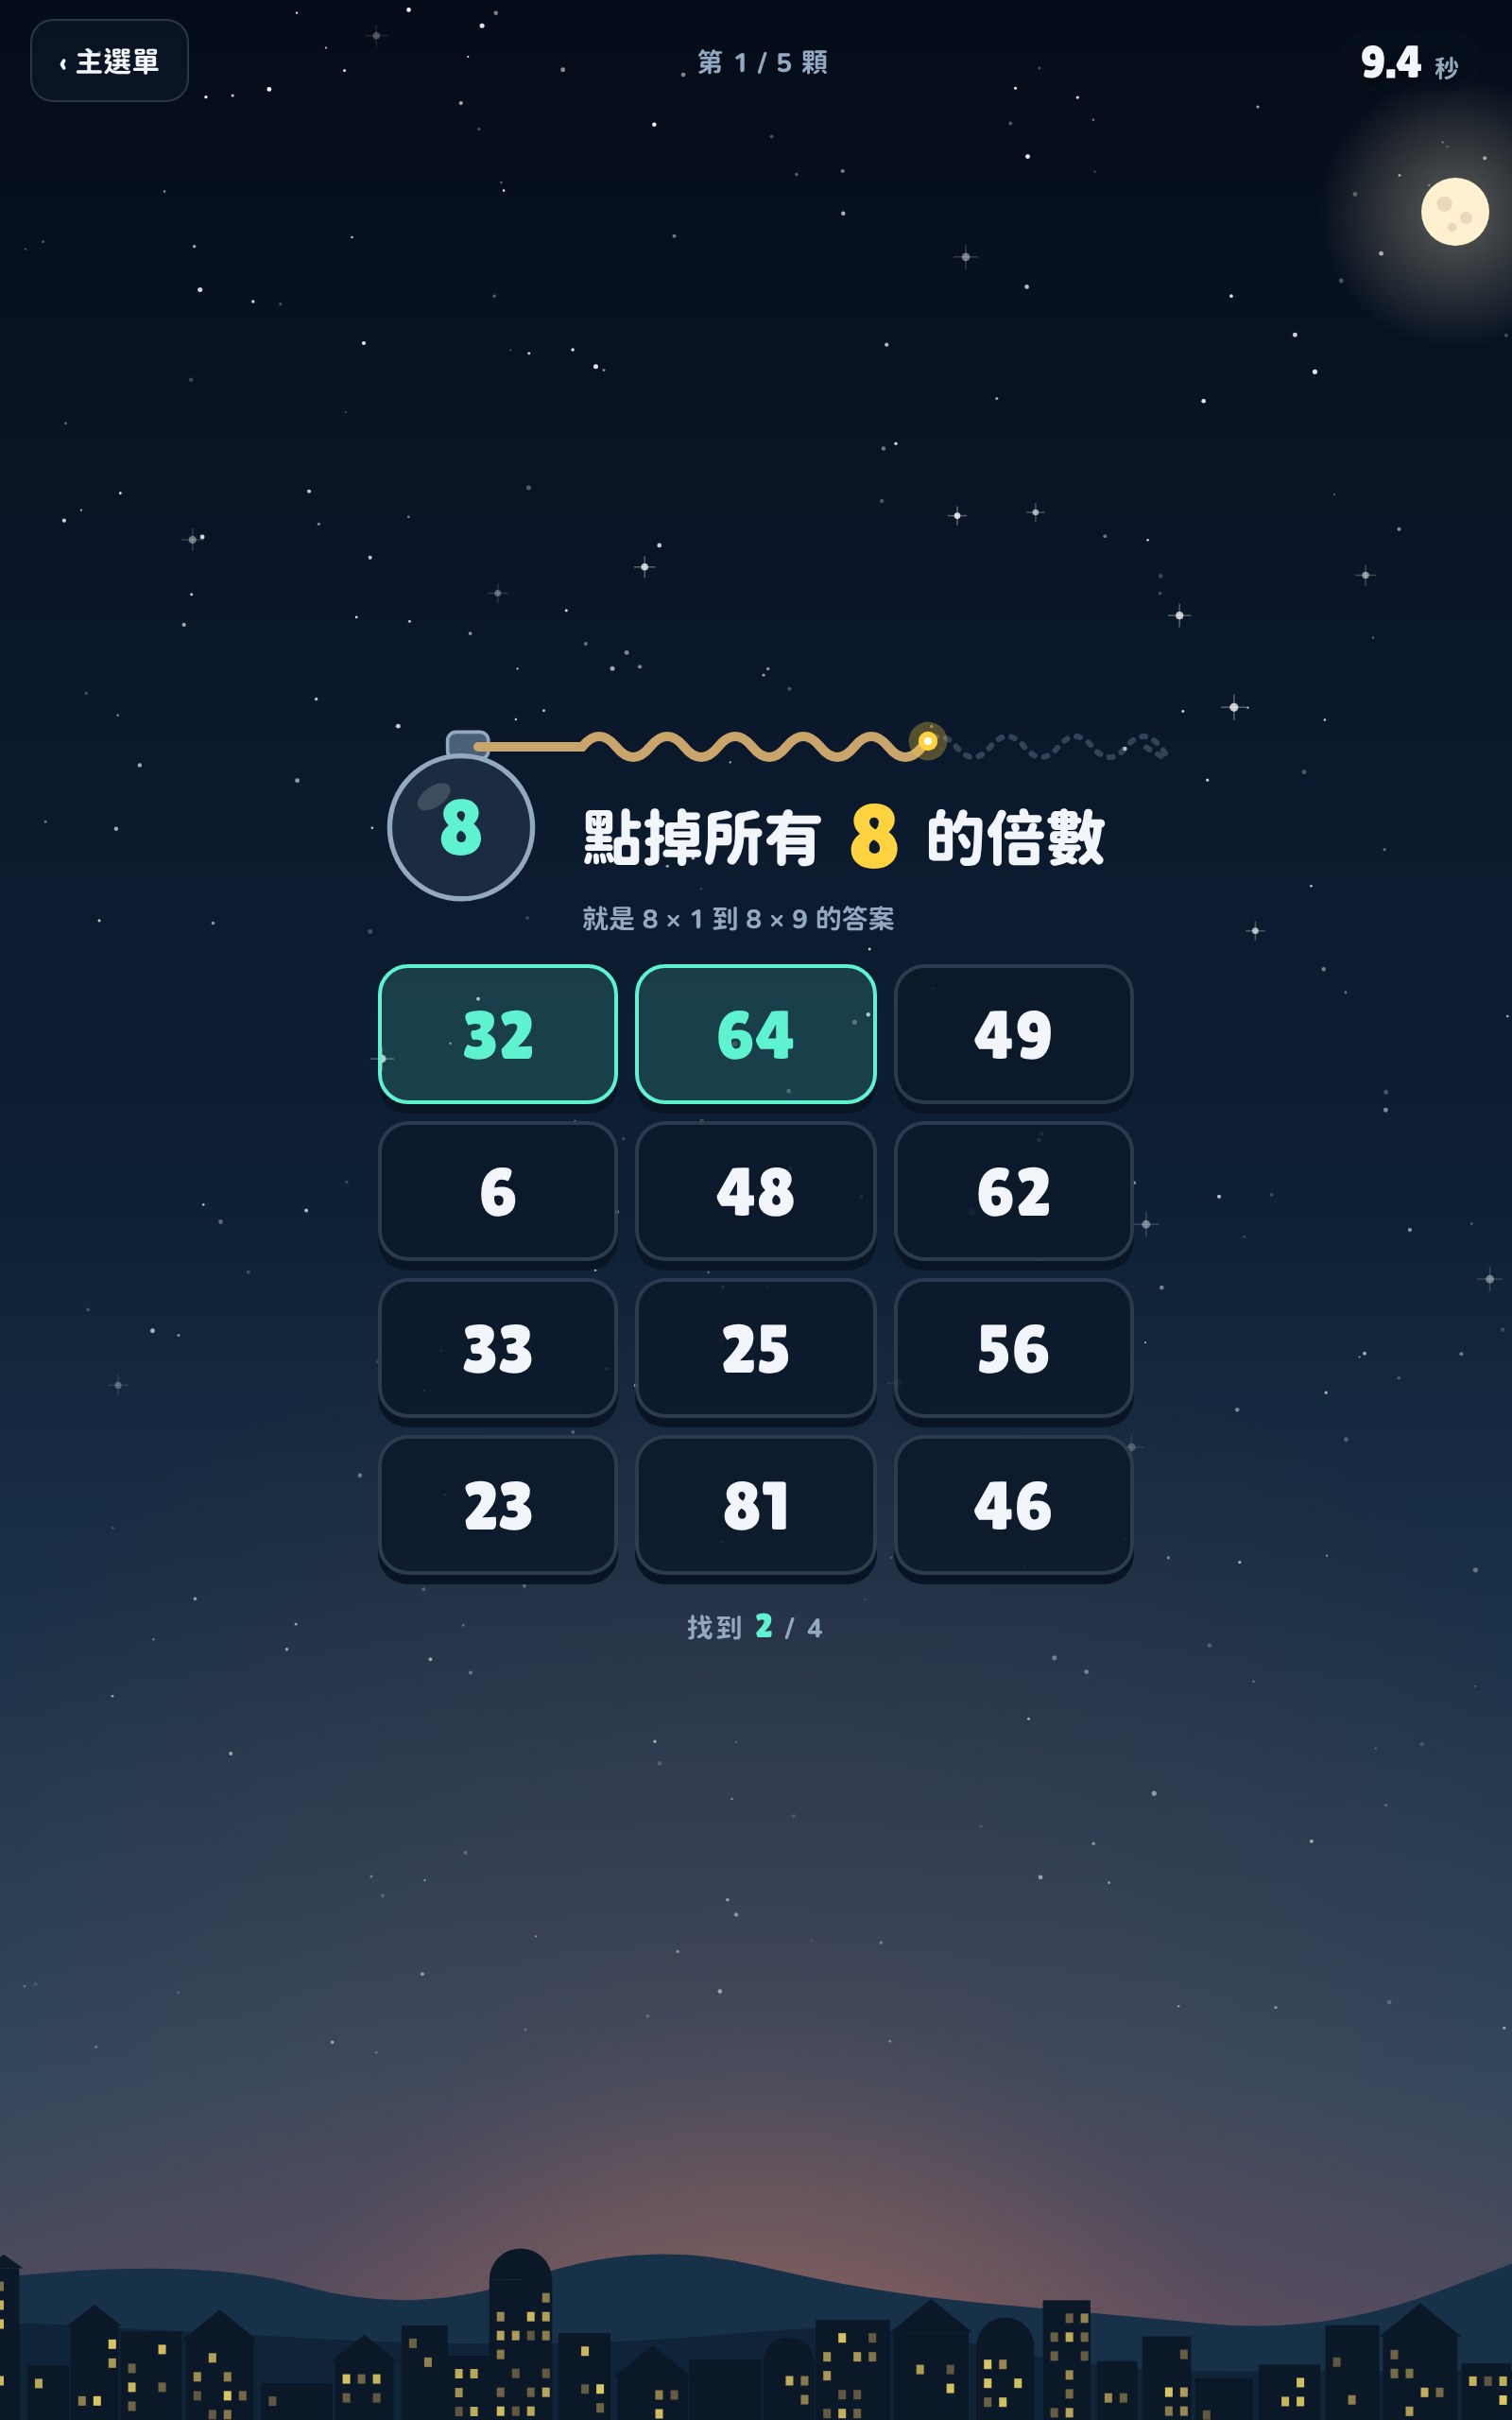 ‹ 主選單
第 1 / 5 顆
9.4 秒
8
點掉所有 8 的倍數
就是 8 × 1 到 8 × 9 的答案
32 64 49
6 48 62
33 25 56
23 81 46
找到 2 / 4